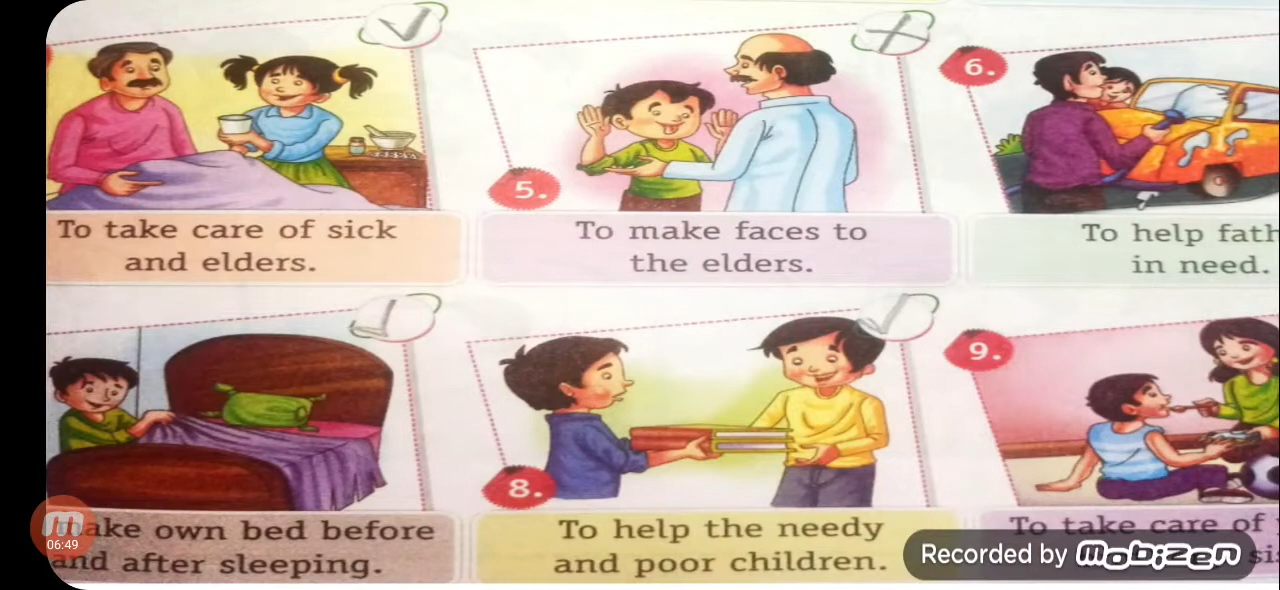 To take care of sick
and elders.
5.
To make faces to
the elders.
6.
To help fath
in need.
make own bed before
and after sleeping.
8.
To help the needy
and poor children.
9.
To take care of
si
06:49
Recorded by mobizen